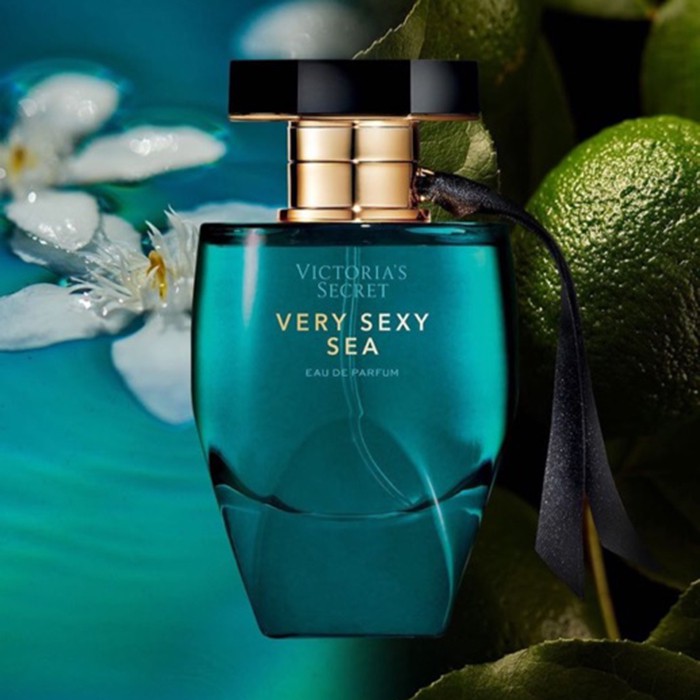 VICTORIA'S
SECRET
VERY SEXY
SEA
EAU DE PARFUM